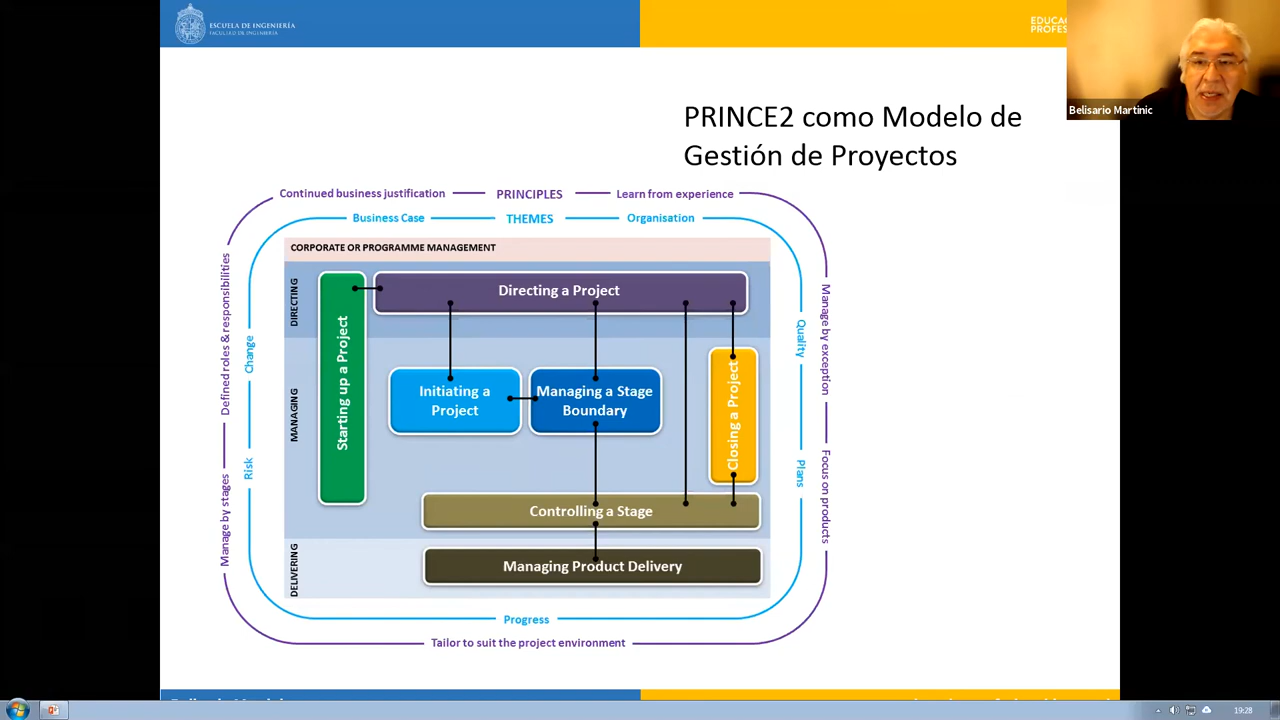 ESCUELA DE INGENIERÍA
FACULTAD DE INGENIERÍA
Belisario Martinic
PRINCE2 como Modelo de
Gestión de Proyectos
Continued business justification
PRINCIPLES
Learn from experience
Business Case
THEMES
Organisation
CORPORATE OR PROGRAMME MANAGEMENT
DIRECTING
MANAGING
DELIVERING
Defined roles & responsibilities
Manage by stages
Change
Risk
Starting up a Project
Directing a Project
Initiating a
Project
Managing a Stage
Boundary
Closing a Project
Controlling a Stage
Managing Product Delivery
Quality
Plans
Manage by exception
Focus on products
Progress
Tailor to suit the project environment
19:28